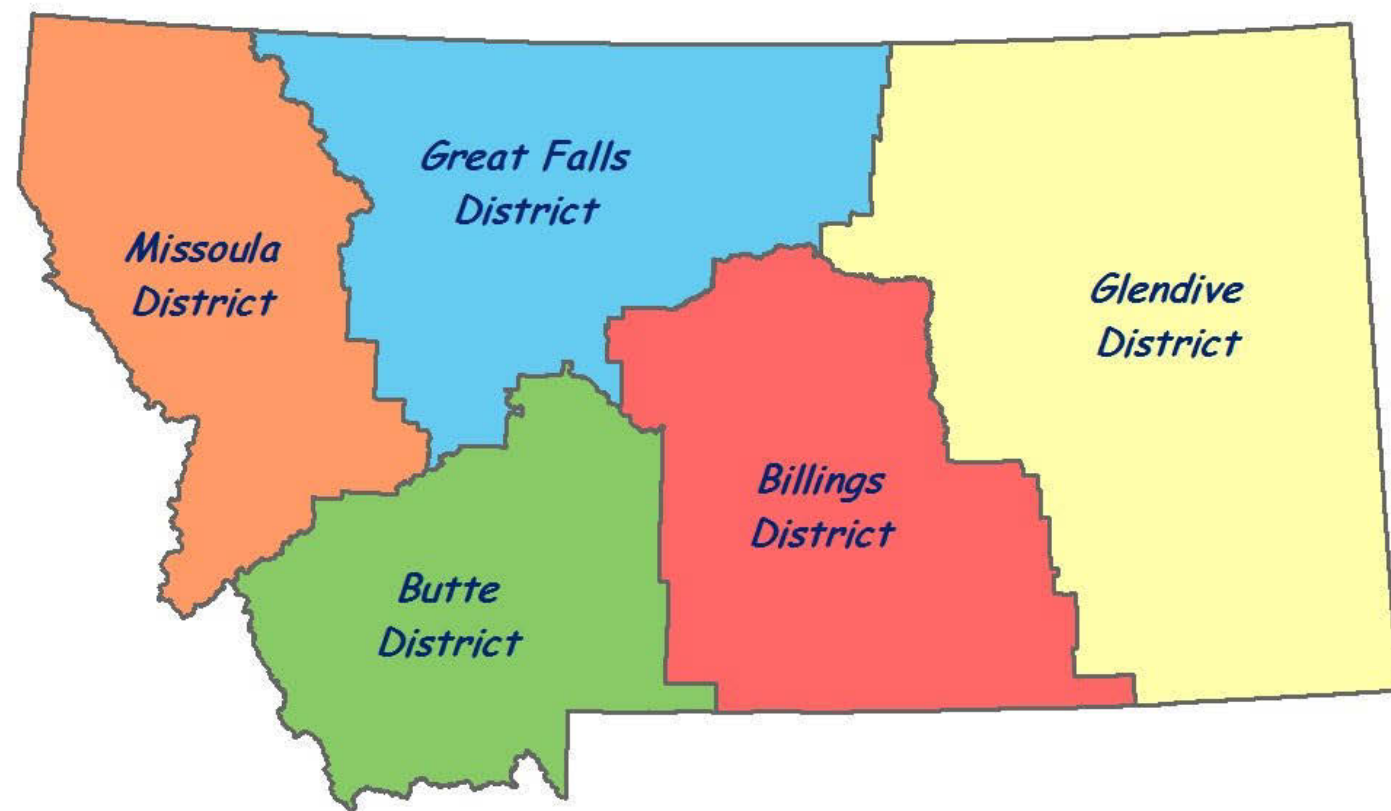 Great Falls
District
Missoula
District
Glendive
District
Billings
District
Butte
District